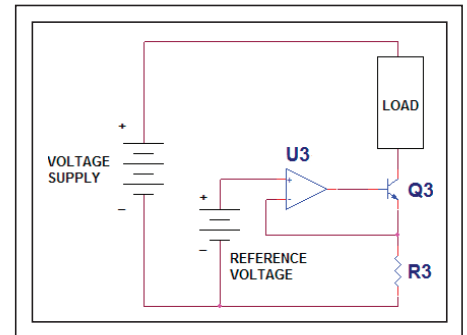 LOAD
U3
+
VOLTAGE
SUPPLY
+
+
-
Q3
−
−
REFERENCE
VOLTAGE
R3